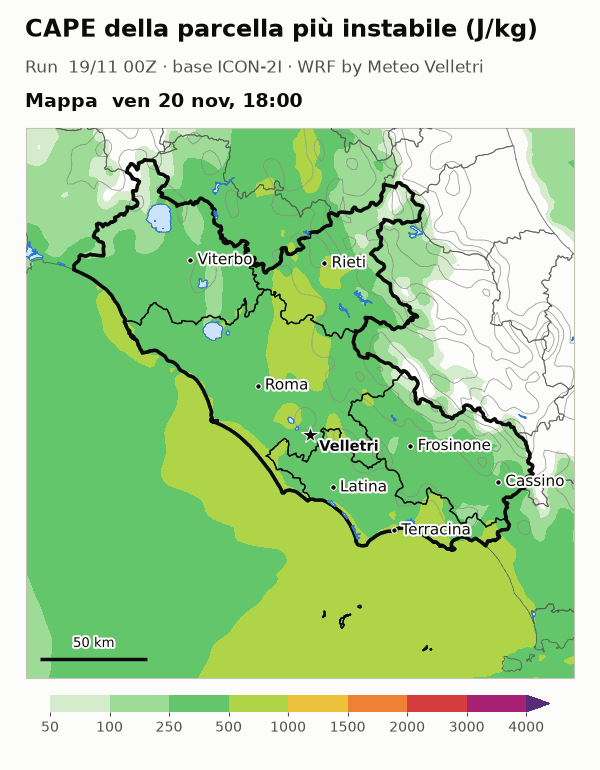 CAPE della parcella più instabile (J/kg)
Run  19/11 00Z · base ICON-2I · WRF by Meteo Velletri
Mappa  ven 20 nov, 18:00
Viterbo
Rieti
Roma
Velletri
Frosinone
Latina
Cassino
Terracina
50 km
50 100 250 500 1000 1500 2000 3000 4000